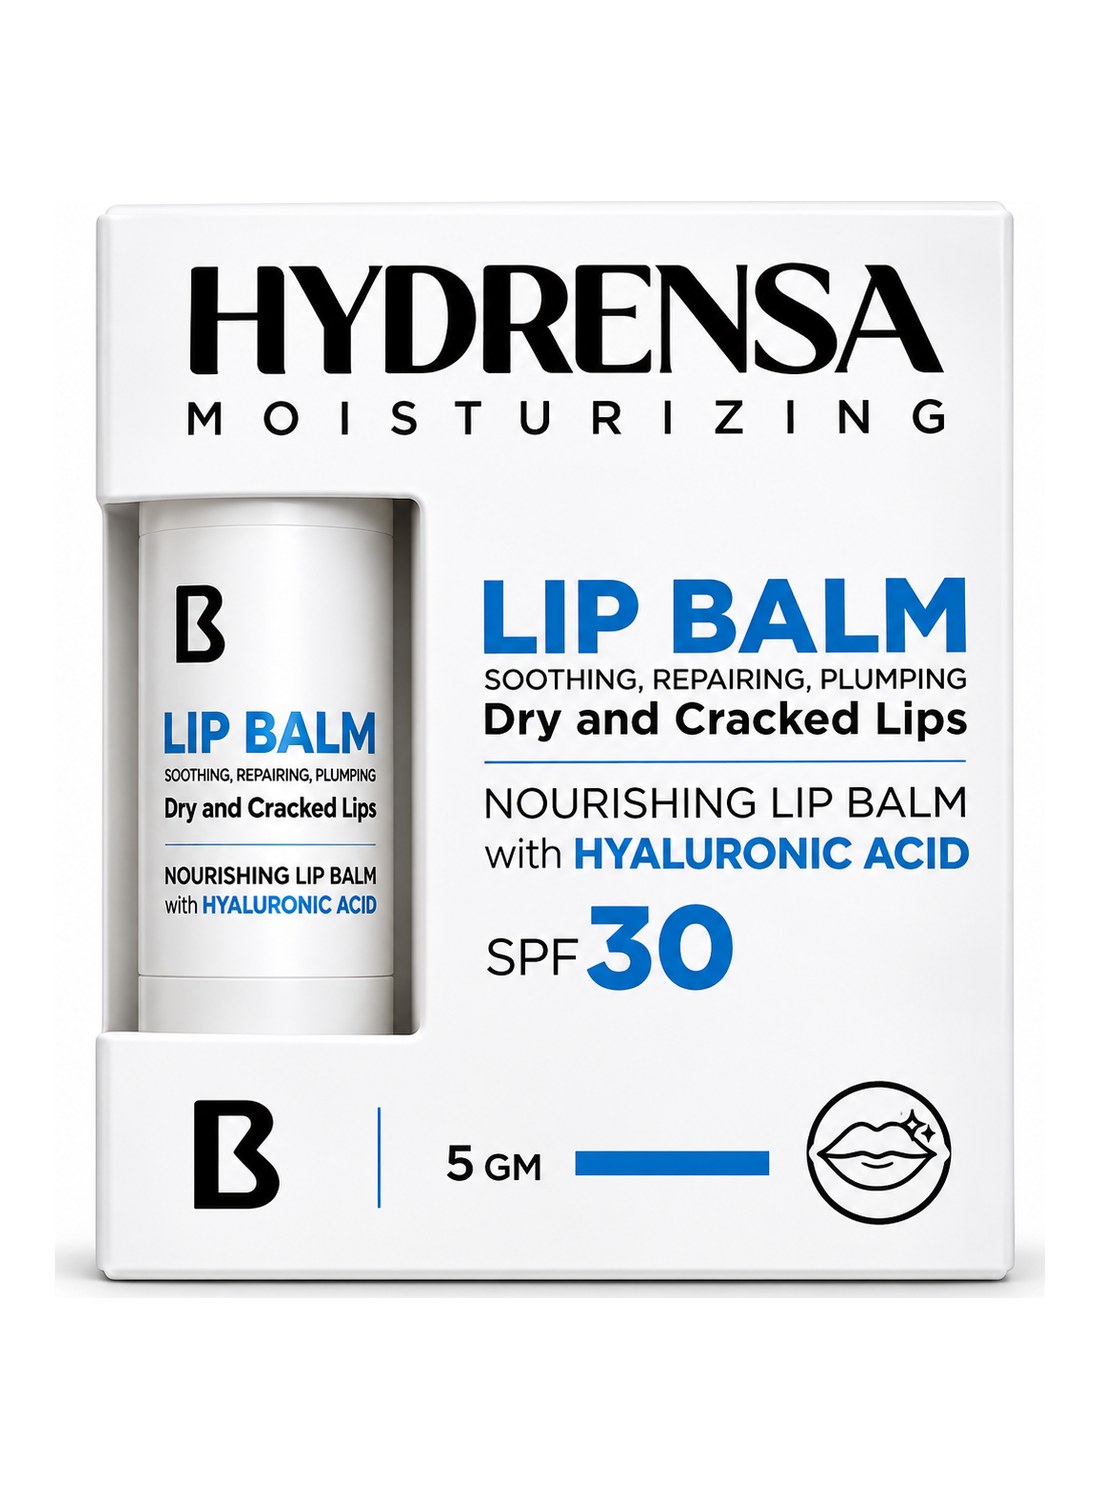 HYDRENSA
MOISTURIZING
B
LIP BALM
SOOTHING, REPAIRING, PLUMPING
Dry and Cracked Lips
NOURISHING LIP BALM
with HYALURONIC ACID
LIP BALM
SOOTHING, REPAIRING, PLUMPING
Dry and Cracked Lips
NOURISHING LIP BALM
with HYALURONIC ACID
SPF 30
B
5 GM